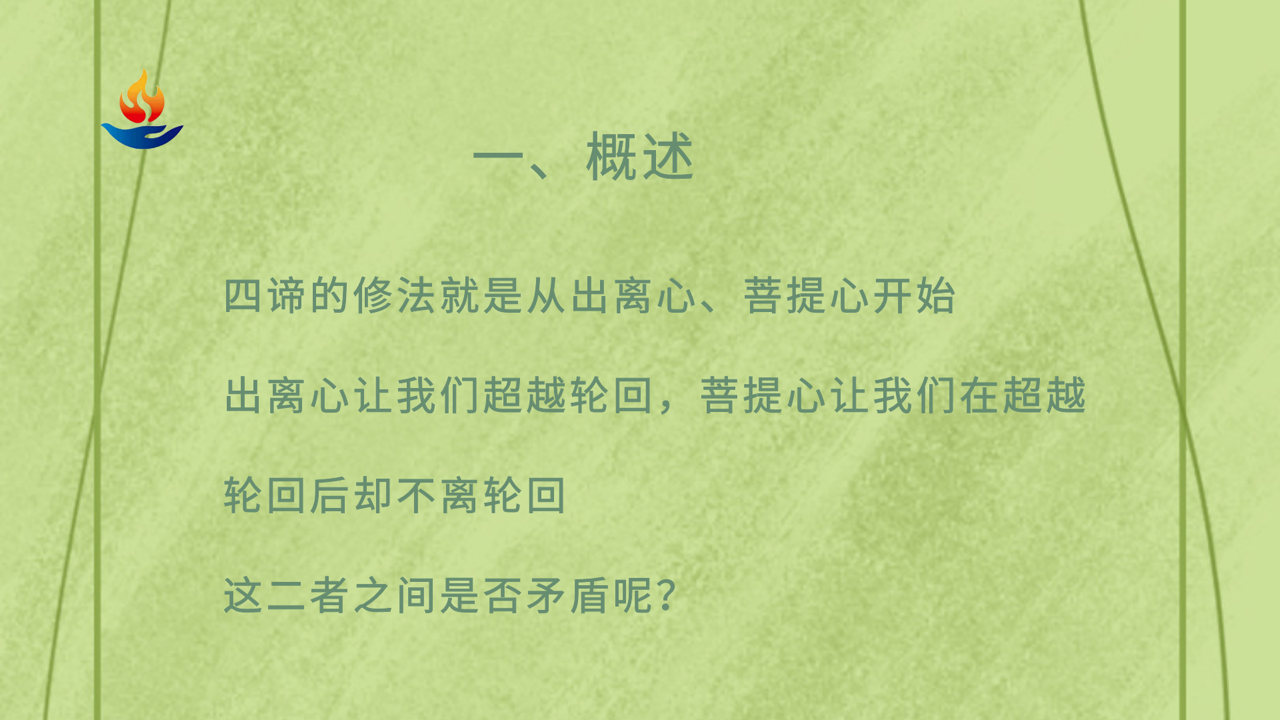 一、概述
四谛的修法就是从出离心、菩提心开始
出离心让我们超越轮回，菩提心让我们在超越
轮回后却不离轮回
这二者之间是否矛盾呢？